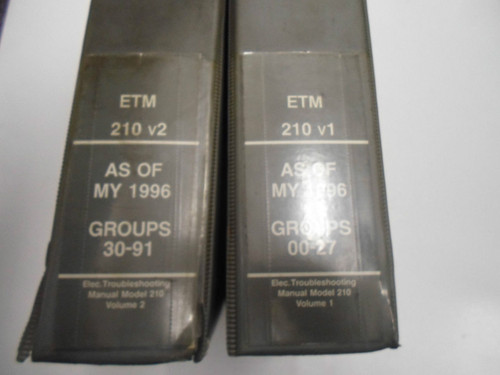 ETM
210 v2
AS OF
MY 1996
GROUPS
30-91
Elec.Troubleshooting
Manual Model 210
Volume 2
ETM
210 v1
AS OF
MY 1996
GROUPS
00-27
Elec.Troubleshooting
Manual Model 210
Volume 1